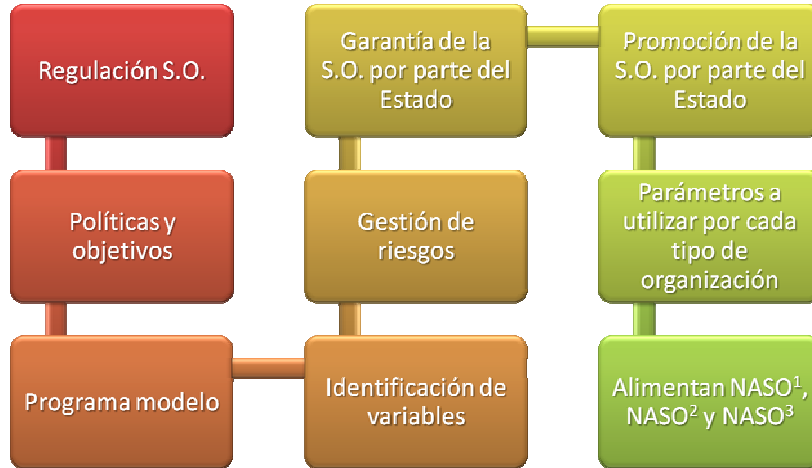 Regulación S.O.
Políticas y
objetivos
Programa modelo
Identificación de
variables
Gestión de
riesgos
Garantía de la
S.O. por parte del
Estado
Promoción de la
S.O. por parte del
Estado
Parámetros a
utilizar por cada
tipo de
organización
Alimentan NASO¹,
NASO² y NASO³